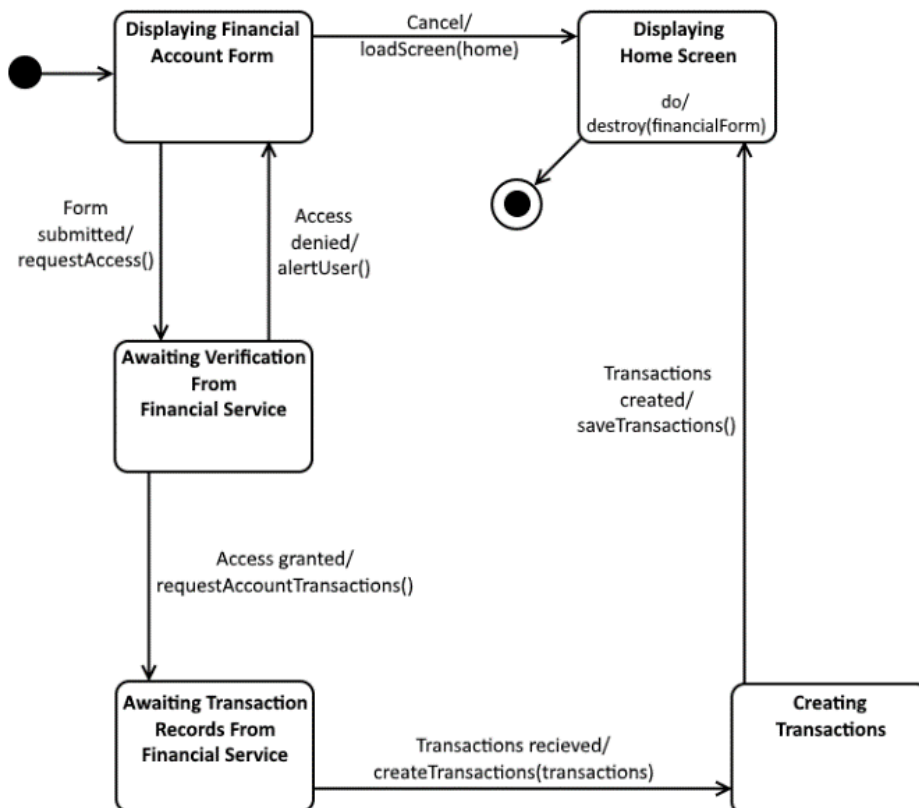 Displaying Financial
Account Form
Cancel/
loadScreen(home)
Displaying
Home Screen
do/
destroy(financialForm)
Form
submitted/
requestAccess()
Access
denied/
alertUser()
Awaiting Verification
From
Financial Service
Transactions
created/
saveTransactions()
Access granted/
requestAccountTransactions()
Awaiting Transaction
Records From
Financial Service
Transactions recieved/
createTransactions(transactions)
Creating
Transactions